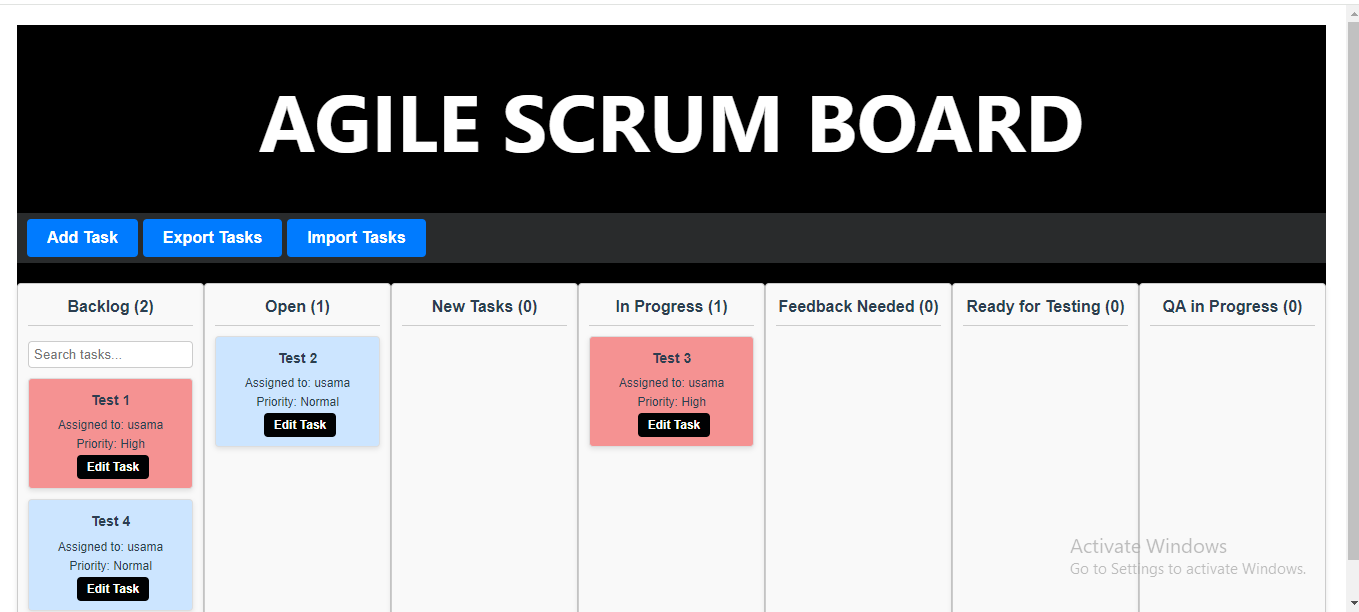 AGILE SCRUM BOARD
Add Task
Export Tasks
Import Tasks
Backlog (2)
Search tasks...
Test 1
Assigned to: usama
Priority: High
Edit Task
Test 4
Assigned to: usama
Priority: Normal
Edit Task
Open (1)
Test 2
Assigned to: usama
Priority: Normal
Edit Task
New Tasks (0)
In Progress (1)
Test 3
Assigned to: usama
Priority: High
Edit Task
Feedback Needed (0)
Ready for Testing (0)
QA in Progress (0)
Activate Windows
Go to Settings to activate Windows.